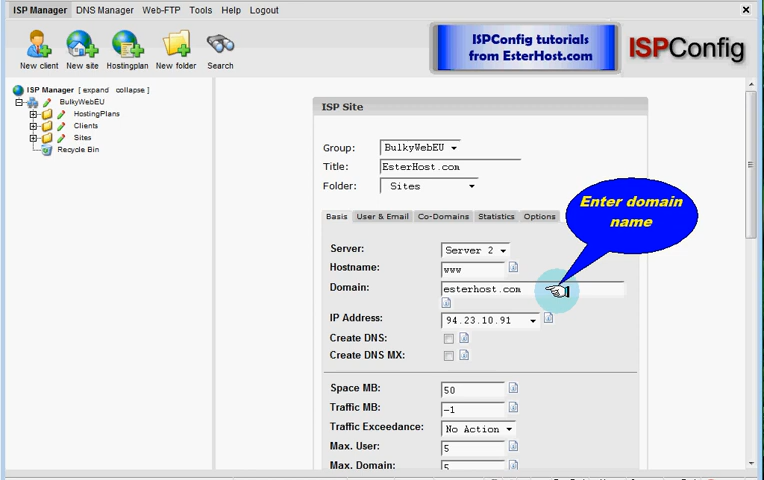 ISP Manager DNS Manager Web-FTP Tools Help Logout
New client New site Hostingplan New folder Search
ISPConfig tutorials
from EsterHost.com
ISPConfig
ISP Manager [ expand collapse ]
BulkyWebEU
HostingPlans
Clients
Sites
Recycle Bin
ISP Site
Group: BulkyWebEU
Title: EsterHost.com
Folder: Sites
Basis User & Email Co-Domains Statistics Options
Enter domain
name
Server: Server 2
Hostname: www
Domain: esterhost.com
IP Address: 94.23.10.91
Create DNS:
Create DNS MX:
Space MB: 50
Traffic MB: -1
Traffic Exceedance: No Action
Max. User: 5
Max. Domain: 5